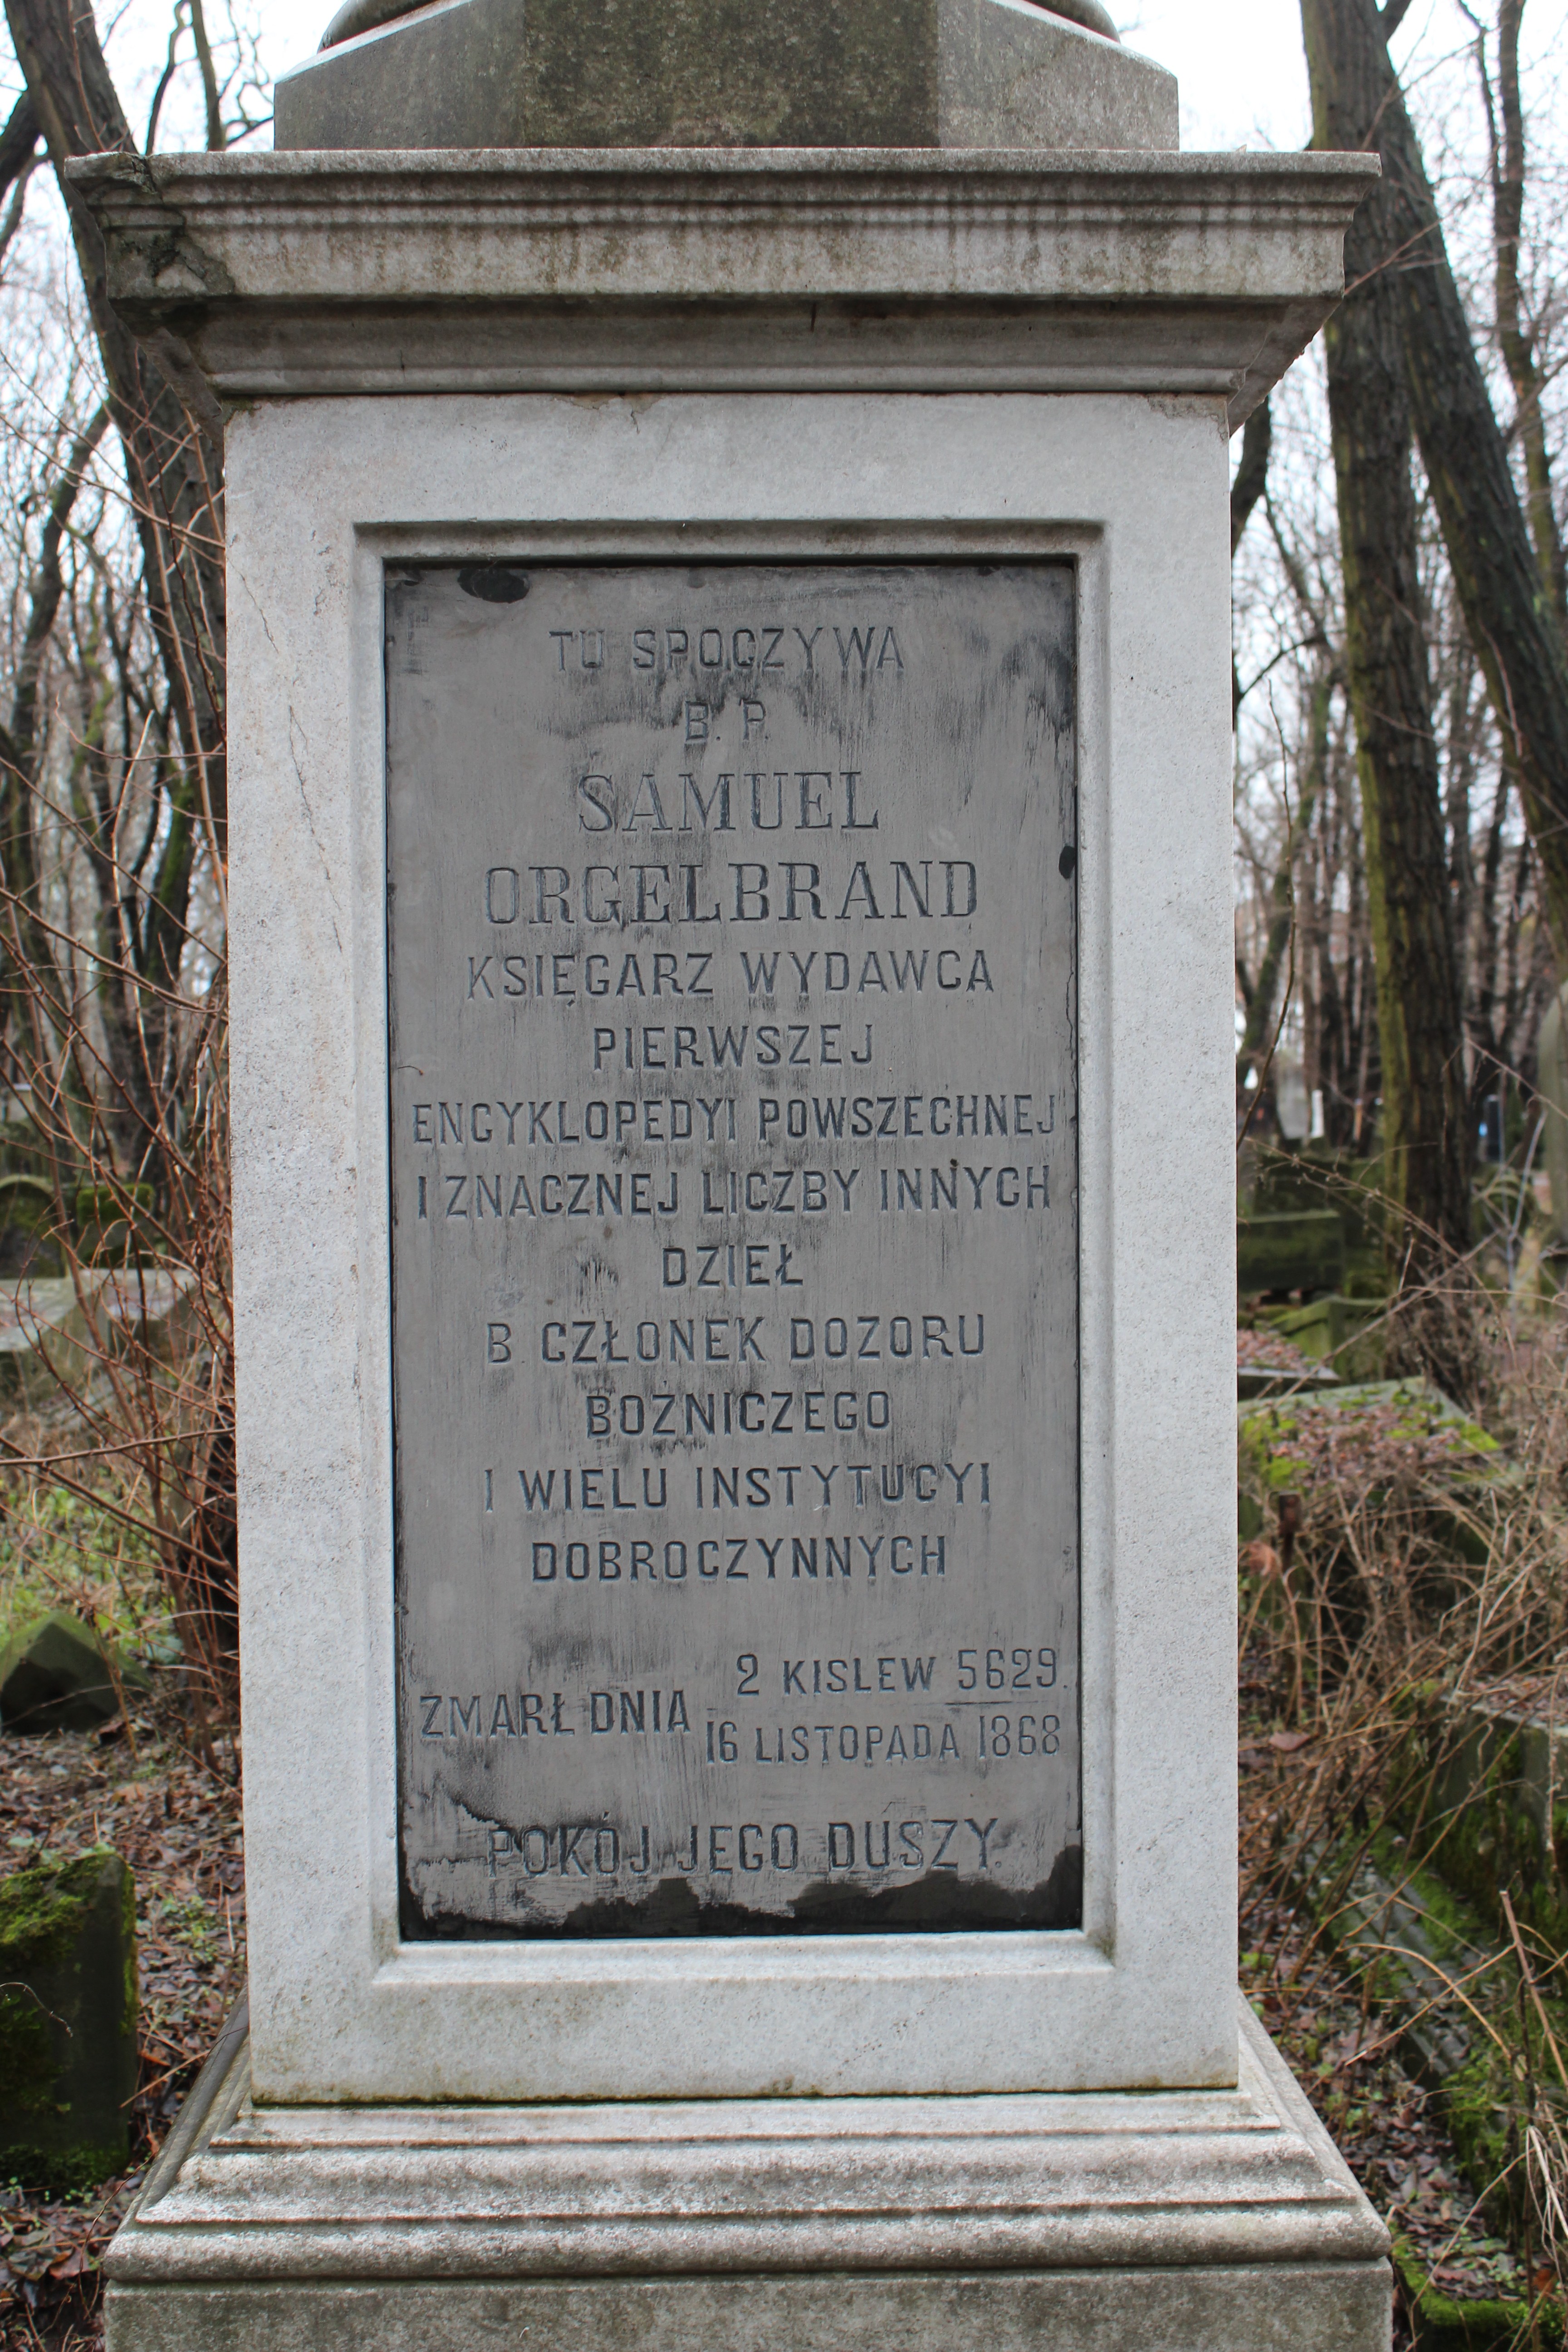 TU SPOCZYWA
B. P.
SAMUEL
ORGELBRAND
KSIĘGARZ WYDAWCA
PIERWSZEJ
ENCYKLOPEDYI POWSZECHNEJ
I ZNACZNEJ LICZBY INNYCH
DZIEŁ
B CZŁONEK DOZORU
BOŻNICZEGO
I WIELU INSTYTUCYI
DOBROCZYNNYCH
2 KISLEW 5629.
ZMARŁ DNIA
16 LISTOPADA 1868
POKÓJ JEGO DUSZY.